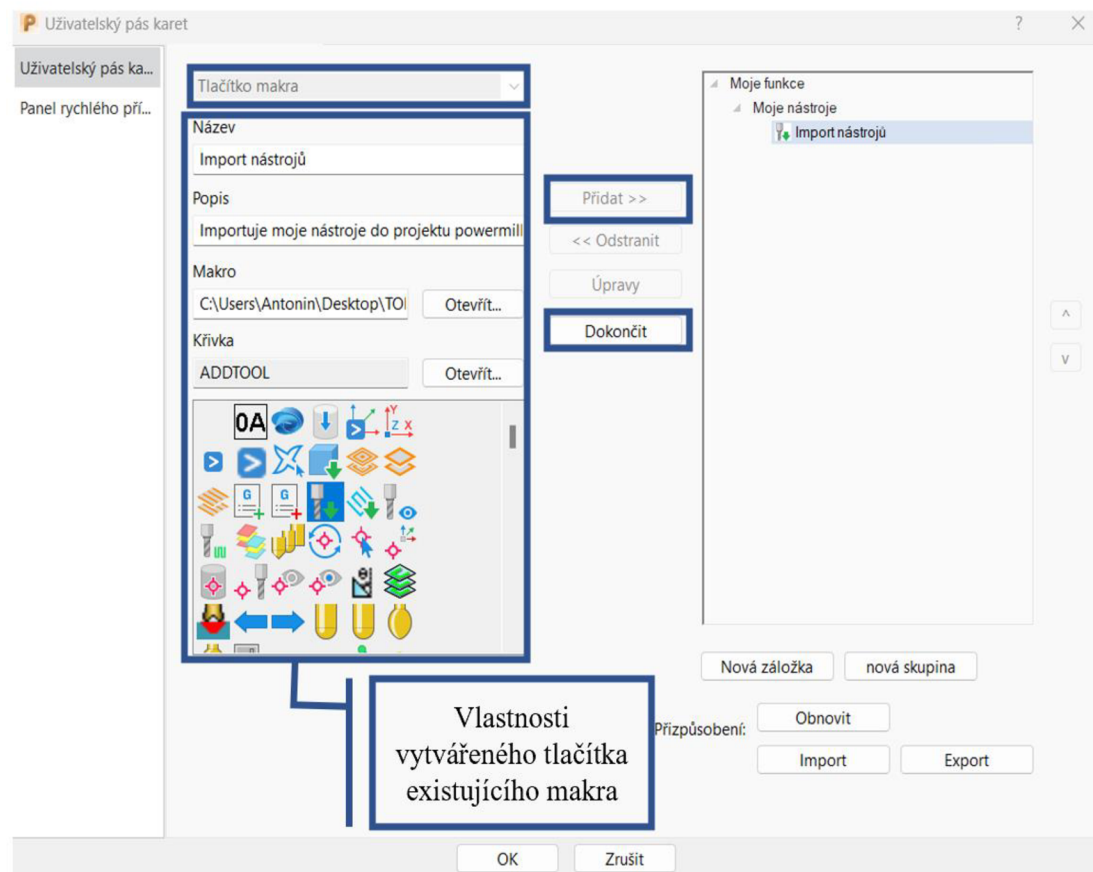 Uživatelský pás karet
?
Uživatelský pás ka...
Panel rychlého pří...
Tlačítko makra
Název
Import nástrojů
Popis
Importuje moje nástroje do projektu powermill
Makro
C:\Users\Antonin\Desktop\TO
Otevřít...
Křivka
ADDTOOL
Otevřít...
0A
Y
Z X
G
G
Přidat >>
<< Odstranit
Úpravy
Dokončit
Moje funkce
Moje nástroje
Import nástrojů
Nová záložka
nová skupina
Přizpůsobení:
Obnovit
Import
Export
Vlastnosti
vytvářeného tlačítka
existujícího makra
OK
Zrušit